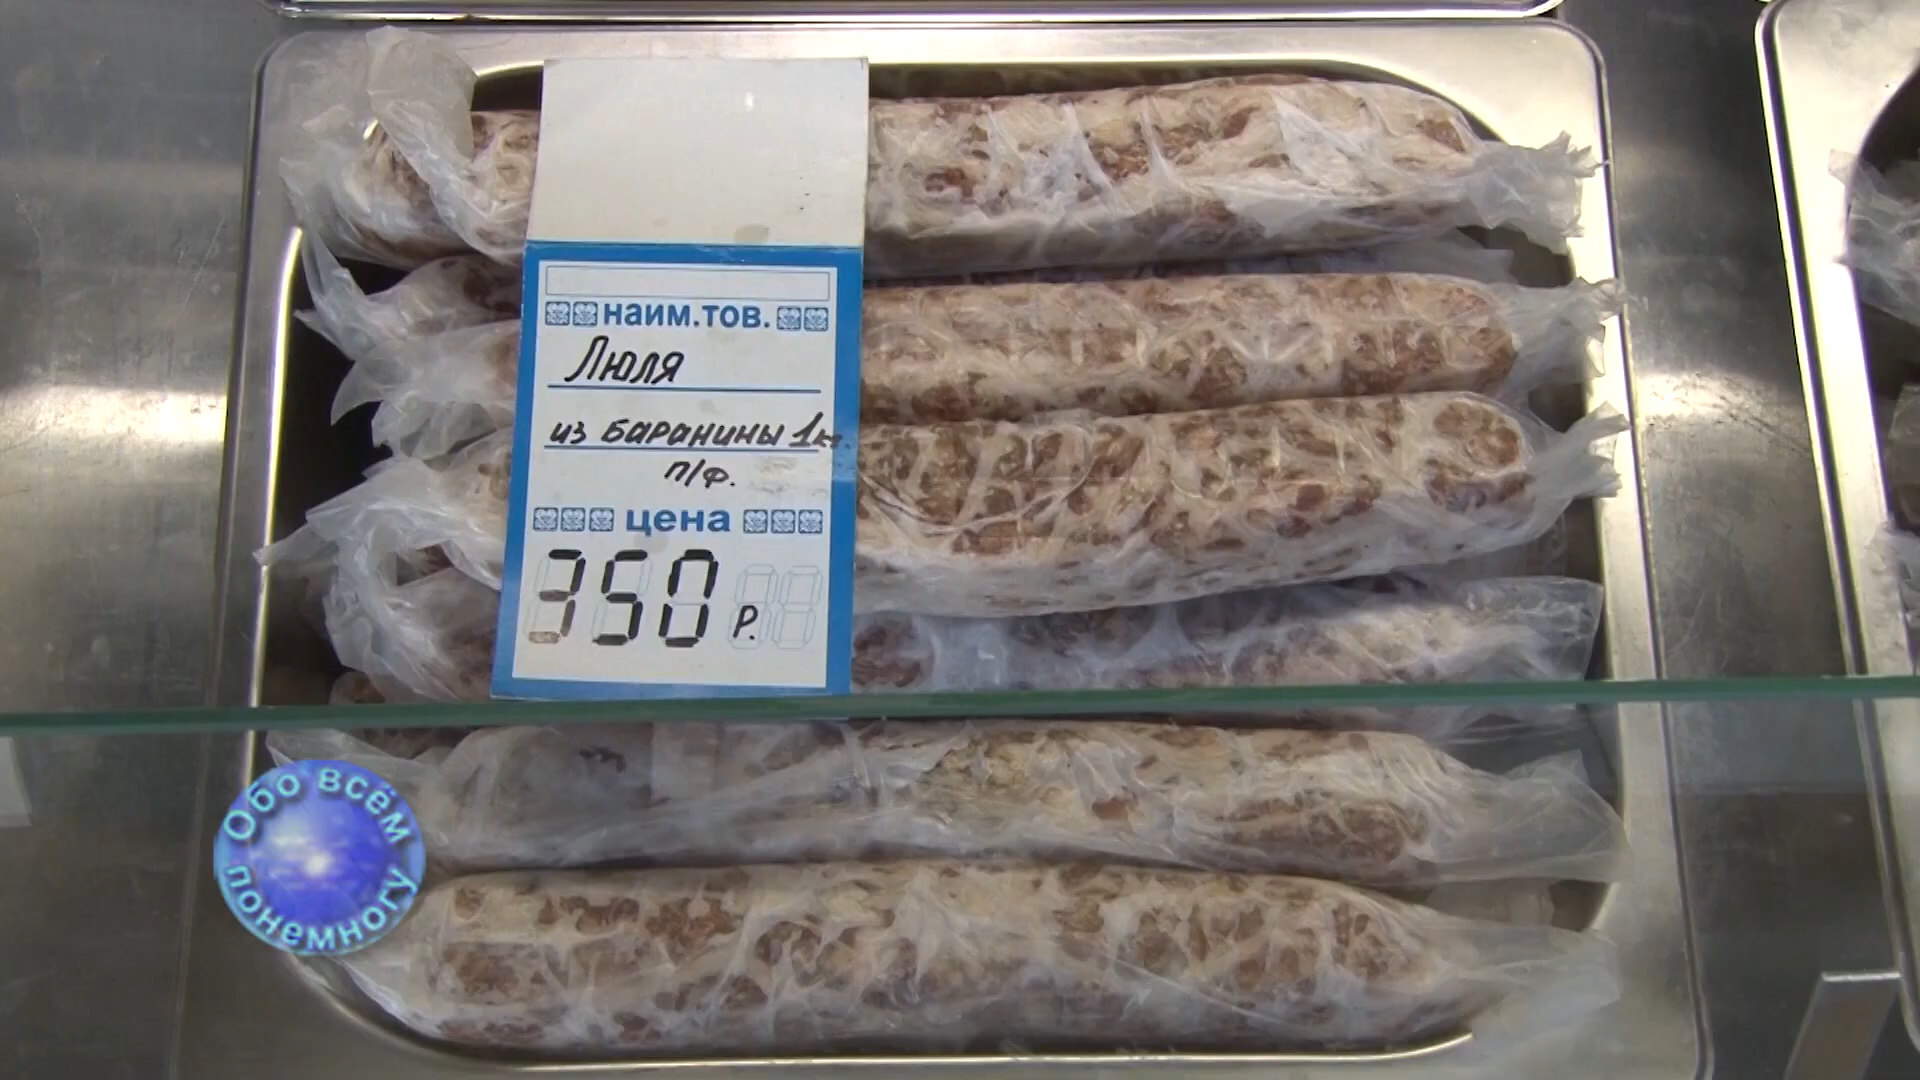 наим.тов.
Люля
из баранины 1кг.
п/ф.
цена
350 Р.
Обо всём
понемногу